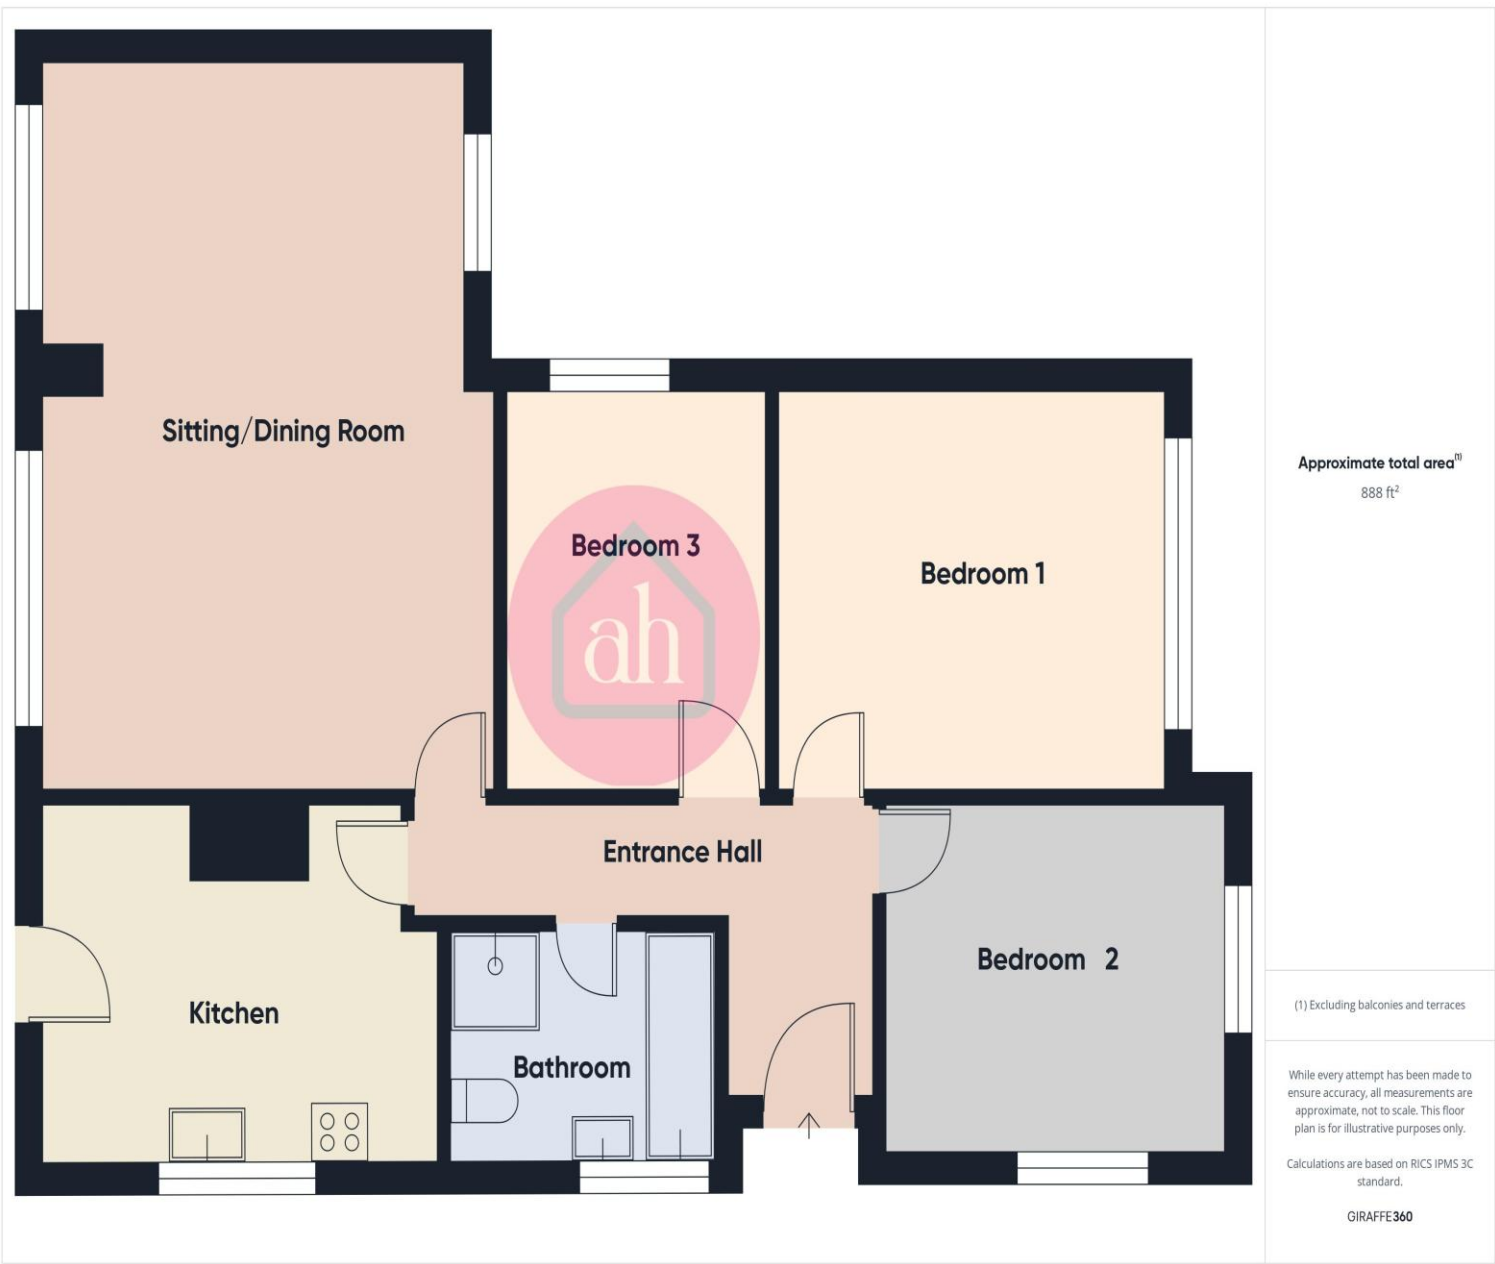 Sitting/Dining Room
Bedroom 3
Bedroom 1
ah
Entrance Hall
Bedroom 2
Kitchen
Bathroom
Approximate total area(1)
888 ft²
(1) Excluding balconies and terraces
While every attempt has been made to
ensure accuracy, all measurements are
approximate, not to scale. This floor
plan is for illustrative purposes only.
Calculations are based on RICS IPMS 3C
standard.
GIRAFFE360